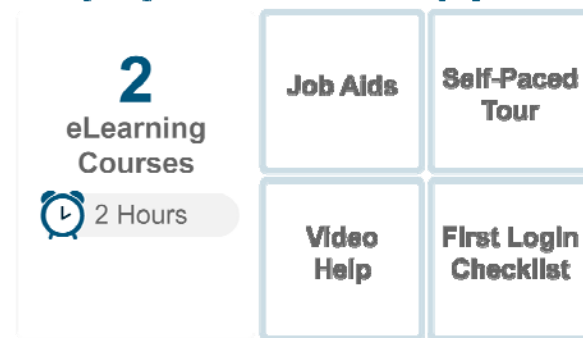 2
eLearning
Courses
2 Hours
Job Aids
Self-Paced
Tour
Video
Help
First Login
Checklist